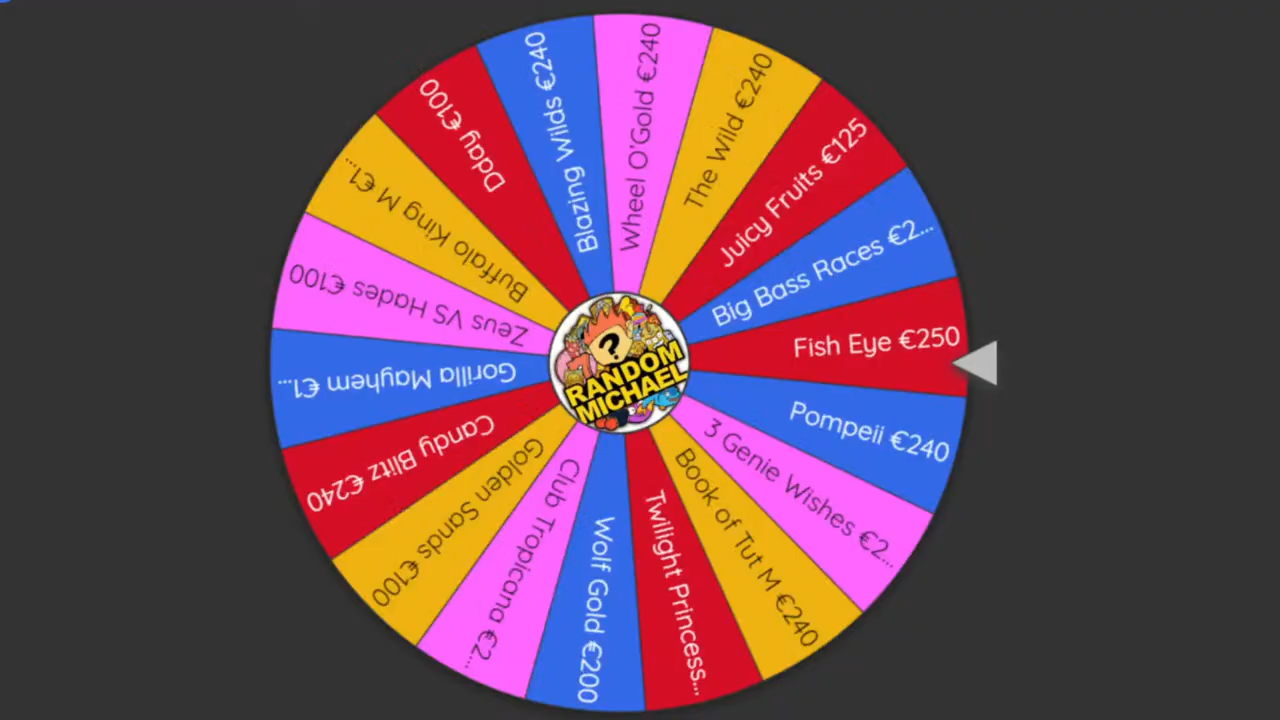 Wheel O'Gold €240
The Wild €240
Juicy Fruits €125
Big Bass Races €2...
Fish Eye €250
Pompeii €240
3 Genie Wishes €2...
Book of Tut M €240
Twilight Princess...
Wolf Gold €200
Club Tropicana €2...
Golden Sands €100
Candy Blitz €240
Gorilla Mayhem €1...
Zeus VS Hades €100
Buffalo King M €1...
Dday €100
Blazing Wilds €240
?
RANDOM
MICHAEL